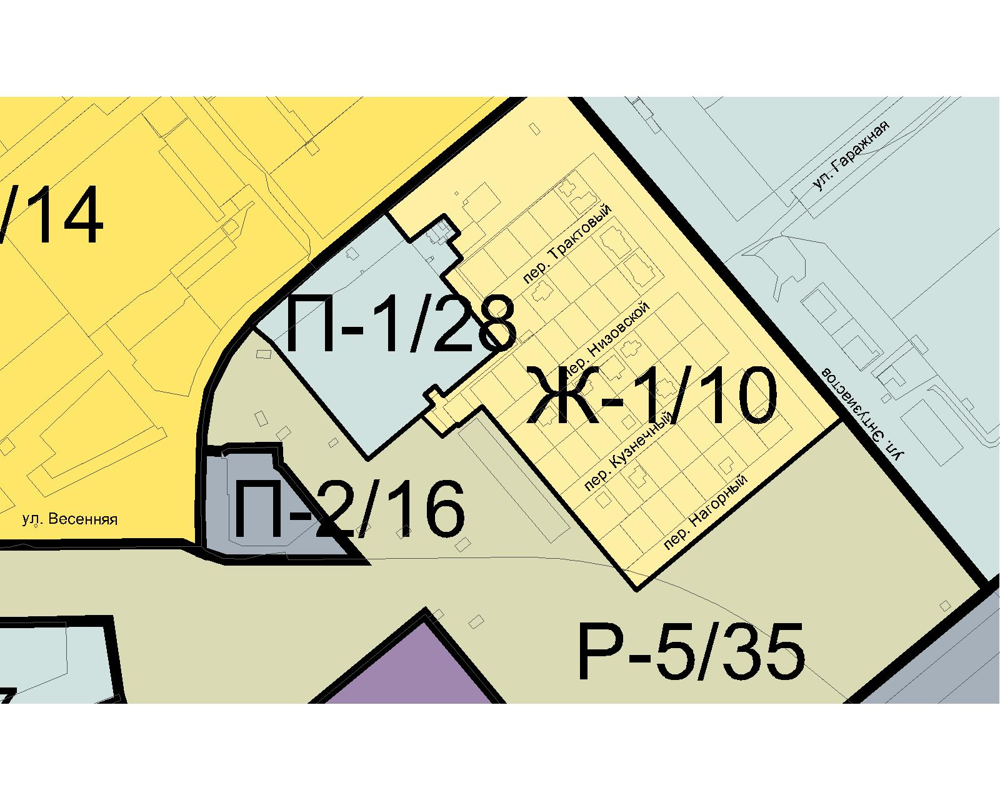 ул. Гаражная
/14
пер. Трактовый
П-1/28
пер. Низовской
Ж-1/10
ул. Энтузиастов
пер. Кузнечный
П-2/16
пер. Нагорный
ул. Весенняя
Р-5/35